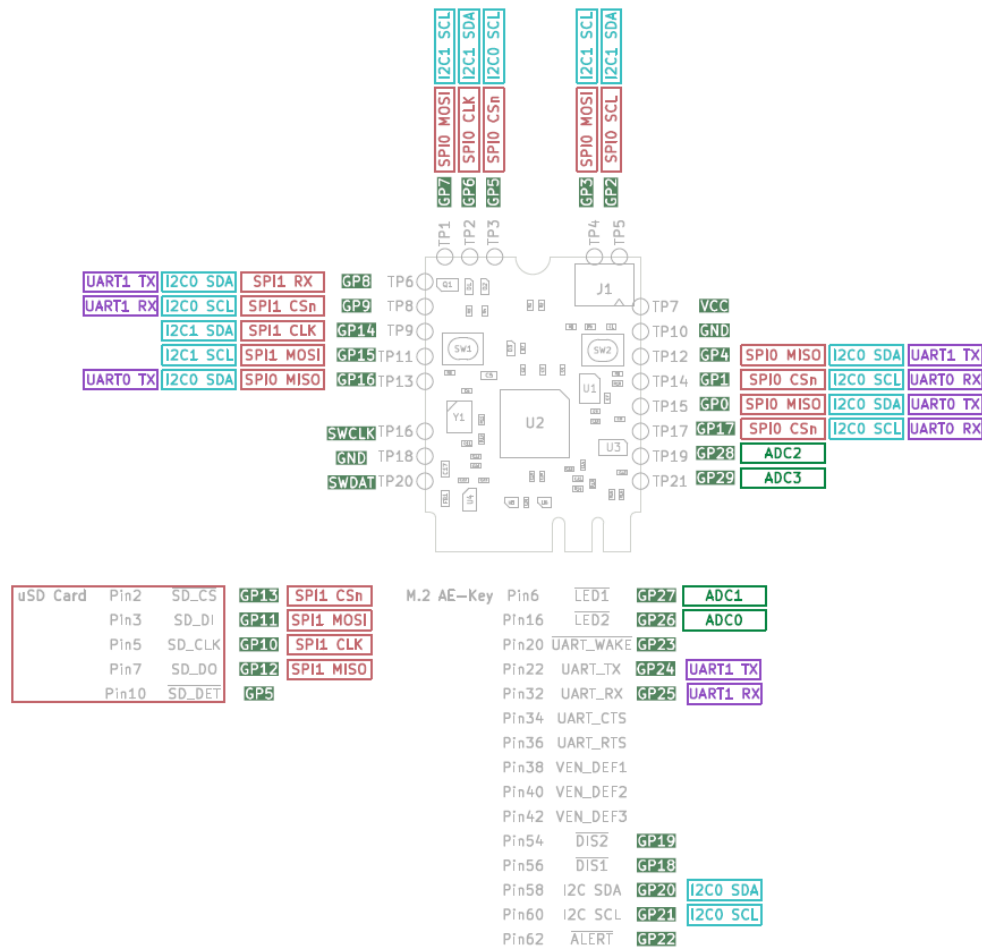 I2C1 SCL I2C1 SDA I2C0 SCL I2C1 SCL I2C1 SDA
SPI0 MOSI SPI0 CLK SPI0 CSn SPI0 MOSI SPI0 SCL
GP7 GP6 GP5 GP3 GP2
TP1 TP2 TP3 TP4 TP5
UART1 TX I2C0 SDA SPI1 RX GP8 TP6
UART1 RX I2C0 SCL SPI1 CSn GP9 TP8 TP7 VCC
I2C1 SDA SPI1 CLK GP14 TP9 TP10 GND
I2C1 SCL SPI1 MOSI GP15 TP11 TP12 GP4 SPI0 MISO I2C0 SDA UART1 TX
UART0 TX I2C0 SDA SPI0 MISO GP16 TP13 TP14 GP1 SPI0 CSn I2C0 SCL UART0 RX
TP15 GP0 SPI0 MISO I2C0 SDA UART0 TX
SWCLK TP16 TP17 GP17 SPI0 CSn I2C0 SCL UART0 RX
GND TP18 TP19 GP28 ADC2
SWDAT TP20 TP21 GP29 ADC3
Q1 J1
SW1 SW2
U1
Y1 U2
U3
U4
uSD Card Pin2 SD_CS GP13 SPI1 CSn
Pin3 SD_DI GP11 SPI1 MOSI
Pin5 SD_CLK GP10 SPI1 CLK
Pin7 SD_DO GP12 SPI1 MISO
Pin10 SD_DET GP5
M.2 AE-Key Pin6 LED1 GP27 ADC1
Pin16 LED2 GP26 ADC0
Pin20 UART_WAKE GP23
Pin22 UART_TX GP24 UART1 TX
Pin32 UART_RX GP25 UART1 RX
Pin34 UART_CTS
Pin36 UART_RTS
Pin38 VEN_DEF1
Pin40 VEN_DEF2
Pin42 VEN_DEF3
Pin54 DIS2 GP19
Pin56 DIS1 GP18
Pin58 I2C SDA GP20 I2C0 SDA
Pin60 I2C SCL GP21 I2C0 SCL
Pin62 ALERT GP22